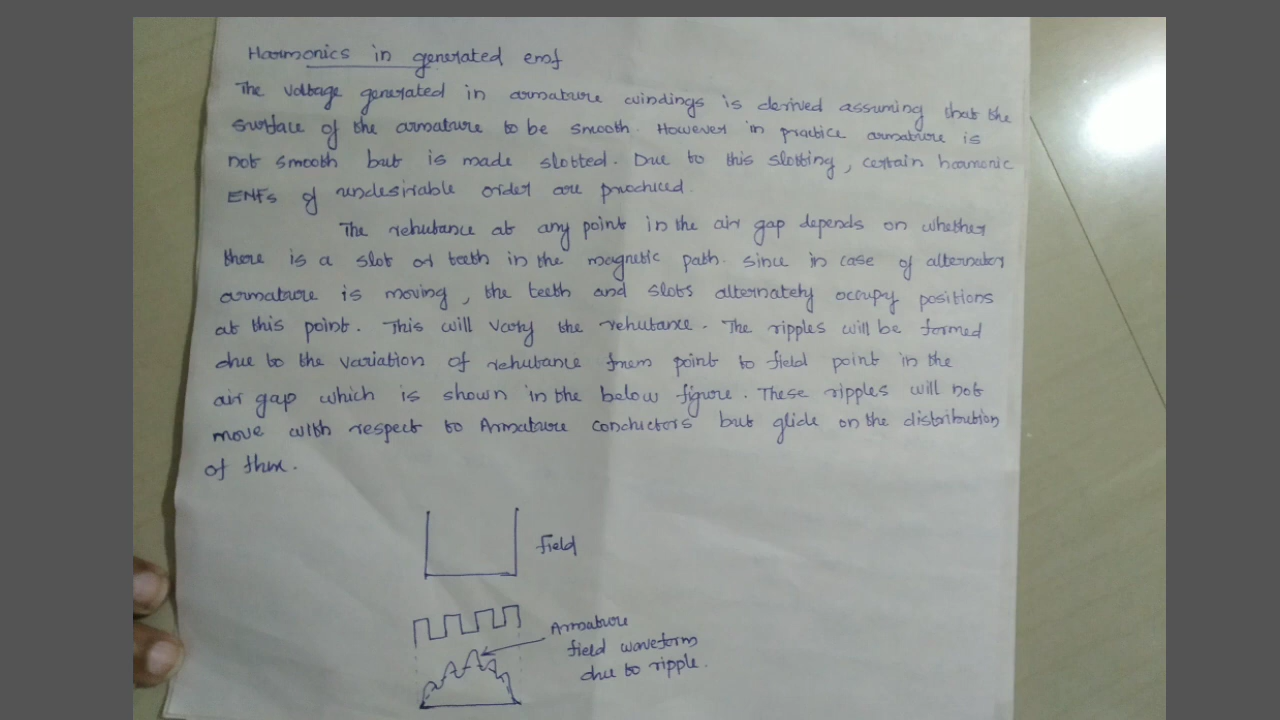 Harmonics in generated emf
The voltage generated in armature windings is derived assuming that the
surface of the armature to be smooth. However in practice armature is
not smooth but is made slotted. Due to this slotting, certain harmonic
EMFs of undesirable order are produced.
The reluctance at any point in the air gap depends on whether
there is a slot or teeth in the magnetic path. since in case of alternator
armature is moving, the teeth and slots alternately occupy positions
at this point. This will vary the reluctance. The ripples will be formed
due to the variation of reluctance from point to field point in the
air gap which is shown in the below figure. These ripples will not
move with respect to Armature conductors but glide on the distribution
of flux.
field
Armature
field waveform
due to ripple.